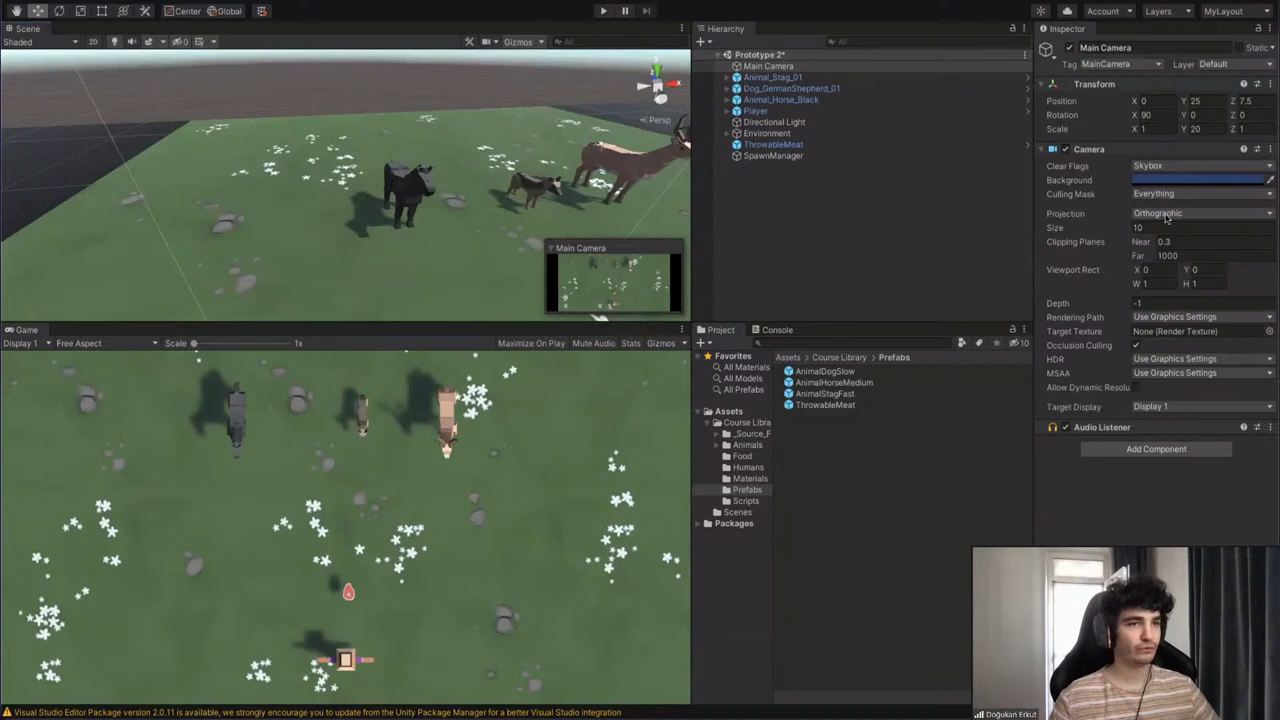 Center
Global
Account
Layers
MyLayout
Scene
Shaded
2D
0
Gizmos
All
Persp
Main Camera
Game
Display 1
Free Aspect
Scale
1x
Maximize On Play
Mute Audio
Stats
Gizmos
Hierarchy
All
Prototype 2*
Main Camera
Animal_Stag_01
Dog_GermanShepherd_01
Animal_Horse_Black
Player
Directional Light
Environment
ThrowableMeat
SpawnManager
Project
Console
10
Favorites
All Materials
All Models
All Prefabs
Assets
Course Libra
_Source_F
Animals
Food
Humans
Materials
Prefabs
Scripts
Scenes
Packages
Assets
Course Library
Prefabs
AnimalDogSlow
AnimalHorseMedium
AnimalStagFast
ThrowableMeat
Inspector
Main Camera
Static
Tag MainCamera Layer Default
Transform
Position X 0 Y 25 Z 7.5
Rotation X 90 Y 0 Z 0
Scale X 1 Y 20 Z 1
Camera
Clear Flags Skybox
Background
Culling Mask Everything
Projection Orthographic
Size 10
Clipping Planes Near 0.3
Far 1000
Viewport Rect X 0 Y 0
W 1 H 1
Depth -1
Rendering Path Use Graphics Settings
Target Texture None (Render Texture)
Occlusion Culling
HDR Use Graphics Settings
MSAA Use Graphics Settings
Allow Dynamic Resolu
Target Display Display 1
Audio Listener
Add Component
Doğukan Erkut
Visual Studio Editor Package version 2.0.11 is available, we strongly encourage you to update from the Unity Package Manager for a better Visual Studio integration